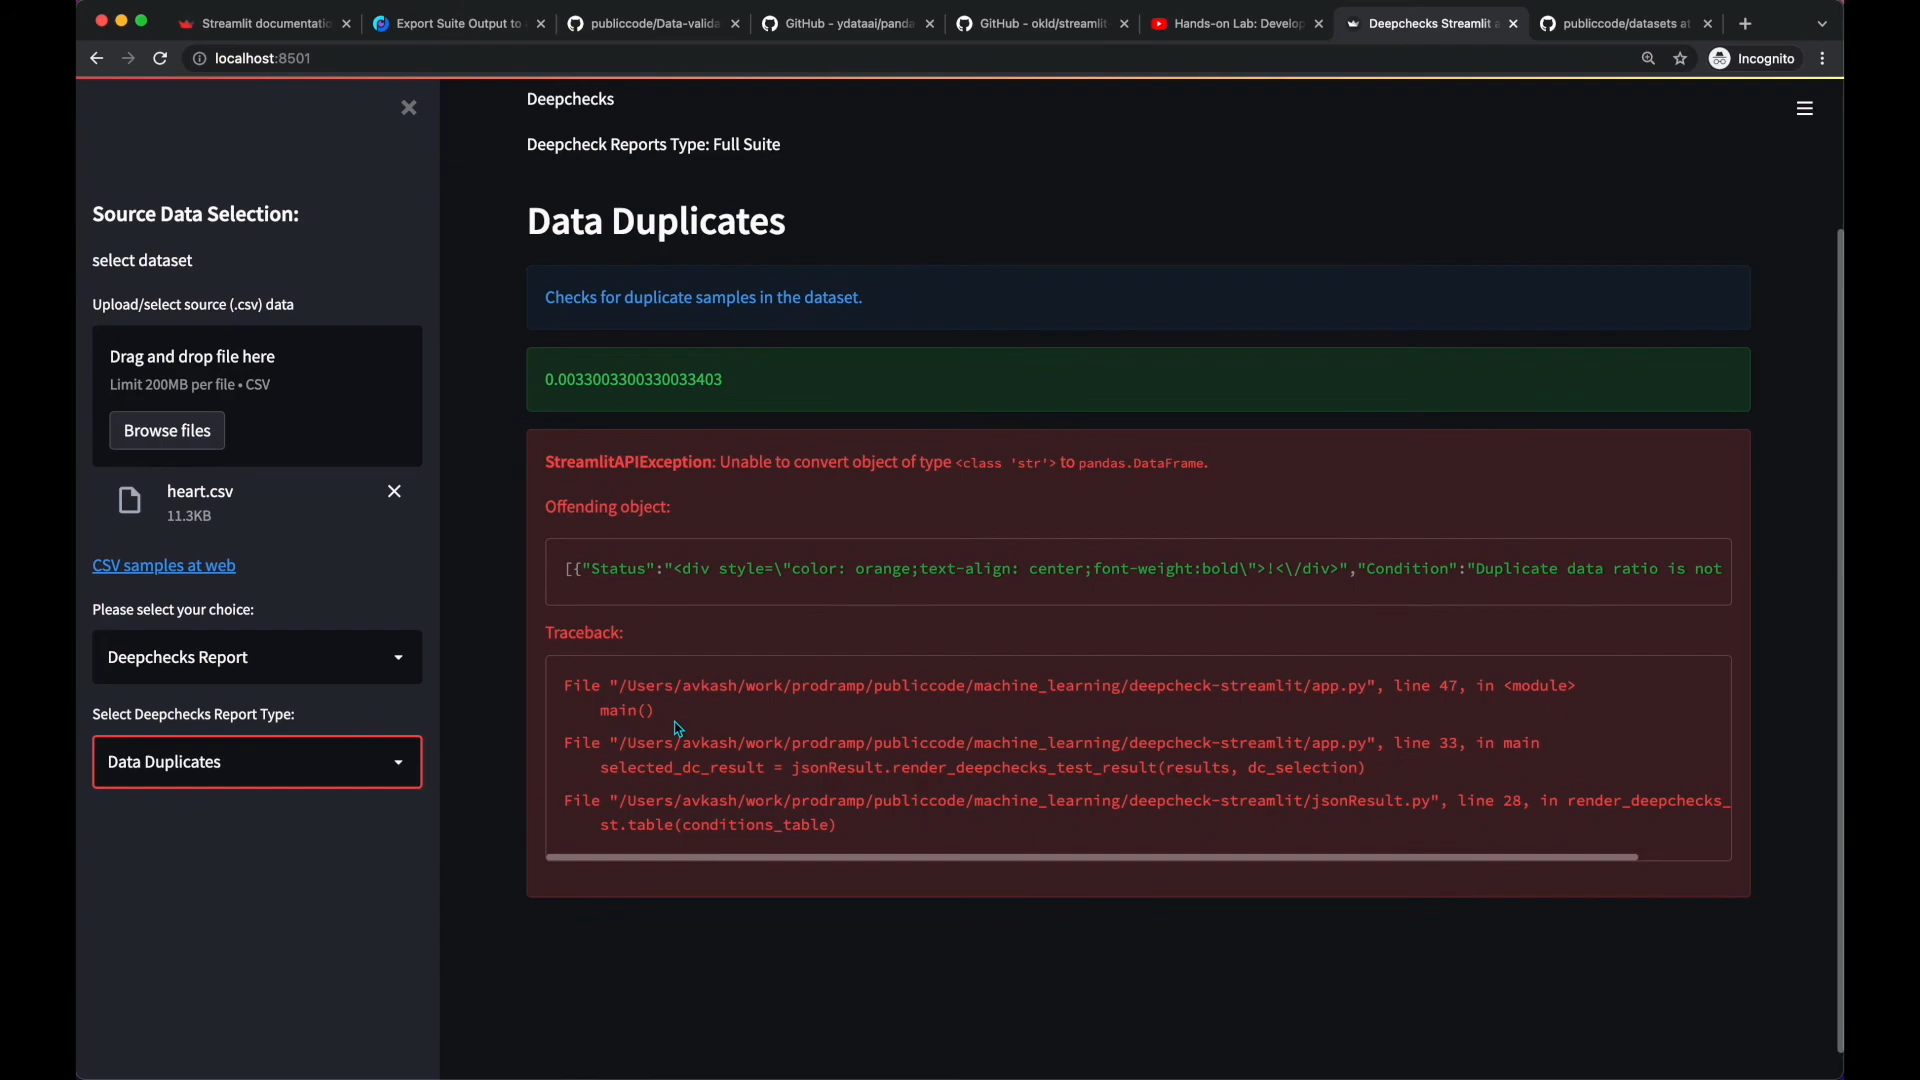 Streamlit documentatio
Export Suite Output to
publiccode/Data-valida
GitHub - ydataai/panda
GitHub - okld/streamlit
Hands-on Lab: Develop
Deepchecks Streamlit a
publiccode/datasets at
localhost:8501
Incognito
Source Data Selection:
select dataset
Upload/select source (.csv) data
Drag and drop file here
Limit 200MB per file • CSV
Browse files
heart.csv
11.3KB
CSV samples at web
Please select your choice:
Deepchecks Report
Select Deepchecks Report Type:
Data Duplicates
Deepchecks
Deepcheck Reports Type: Full Suite
Data Duplicates
Checks for duplicate samples in the dataset.
0.0033003300330033403
StreamlitAPIException: Unable to convert object of type <class 'str'> to pandas.DataFrame.
Offending object:
[{"Status":"<div style=\"color: orange;text-align: center;font-weight:bold\">!<\/div>","Condition":"Duplicate data ratio is not
Traceback:
File "/Users/avkash/work/prodramp/publiccode/machine_learning/deepcheck-streamlit/app.py", line 47, in <module>
main()
File "/Users/avkash/work/prodramp/publiccode/machine_learning/deepcheck-streamlit/app.py", line 33, in main
selected_dc_result = jsonResult.render_deepchecks_test_result(results, dc_selection)
File "/Users/avkash/work/prodramp/publiccode/machine_learning/deepcheck-streamlit/jsonResult.py", line 28, in render_deepchecks_
st.table(conditions_table)